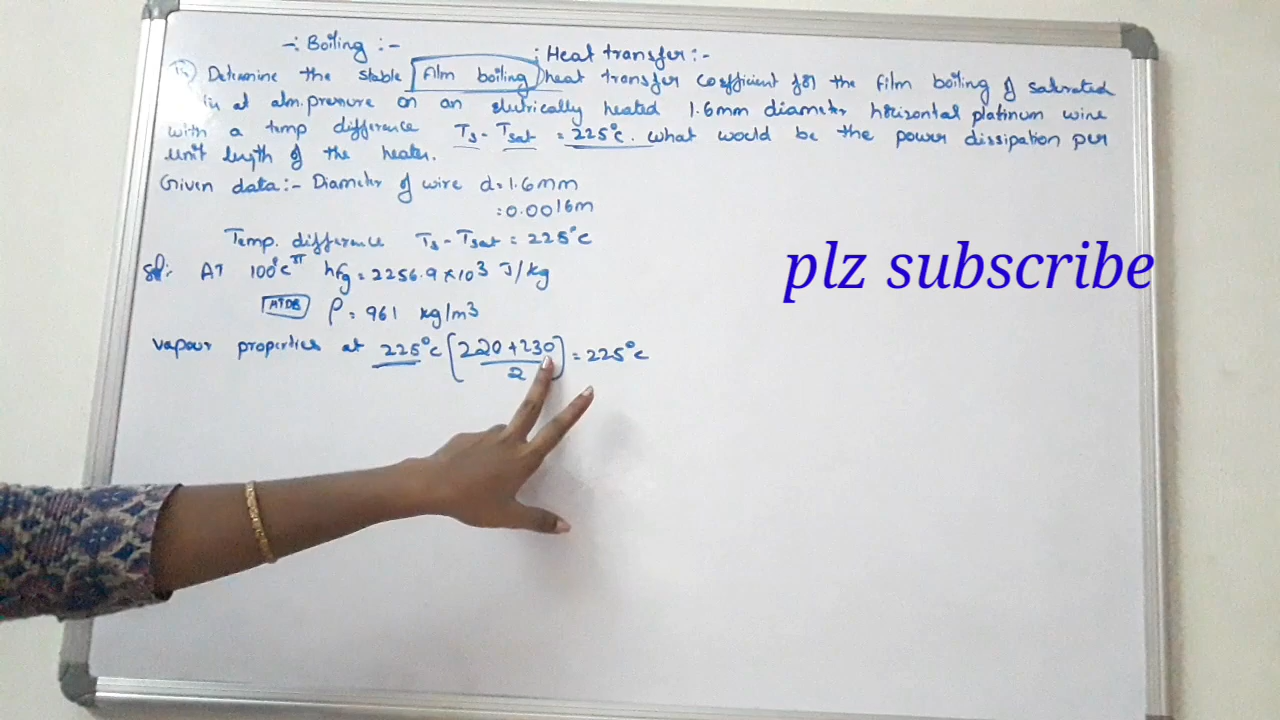 -: Boiling :-
: Heat transfer :-
Determine the stable film boiling heat transfer coefficient for the film boiling of saturated
at atm. pressure on an eletrically heated 1.6mm diameter horizontal platinum wire
with a temp difference Ts - Tsat = 225°c. what would be the power dissipation per
unit length of the heater.
Given data:- Diameter of wire d = 1.6mm
= 0.0016m
Temp. difference Ts - Tsat = 225°c
plz subscribe
Sol: AT 100°c hfg = 2256.9 x 10³ J/kg
HTDB ρ = 961 kg/m3
vapour properties at 225°c [220+230/2] = 225°c